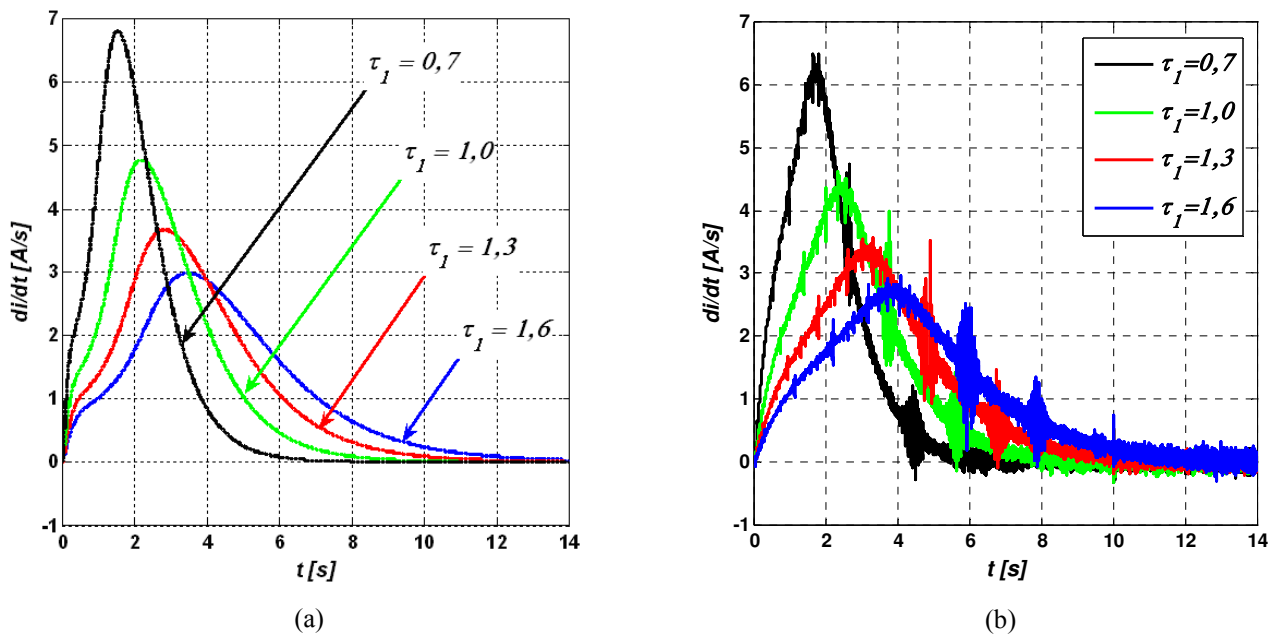 7
6
5
4
3
2
1
0
-1
0 2 4 6 8 10 12 14
di/dt [A/s]
t [s]
τ₁ = 0,7
τ₁ = 1,0
τ₁ = 1,3
τ₁ = 1,6
(a)
7
6
5
4
3
2
1
0
-1
0 2 4 6 8 10 12 14
di/dt [A/s]
t [s]
τ₁=0,7
τ₁=1,0
τ₁=1,3
τ₁=1,6
(b)